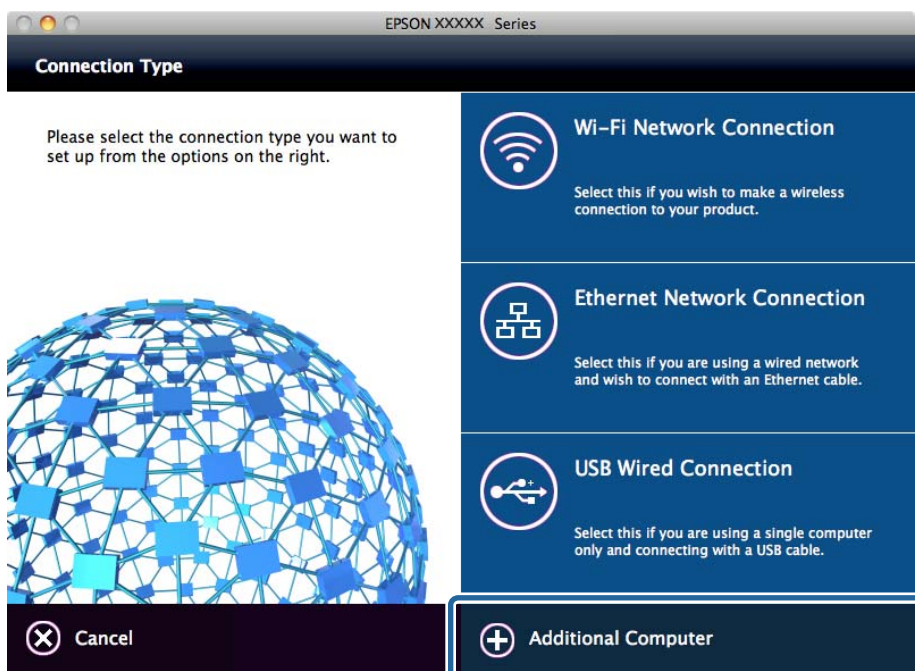 EPSON XXXXX Series
Connection Type
Please select the connection type you want to
set up from the options on the right.
Wi-Fi Network Connection
Select this if you wish to make a wireless
connection to your product.
Ethernet Network Connection
Select this if you are using a wired network
and wish to connect with an Ethernet cable.
USB Wired Connection
Select this if you are using a single computer
only and connecting with a USB cable.
Cancel
Additional Computer